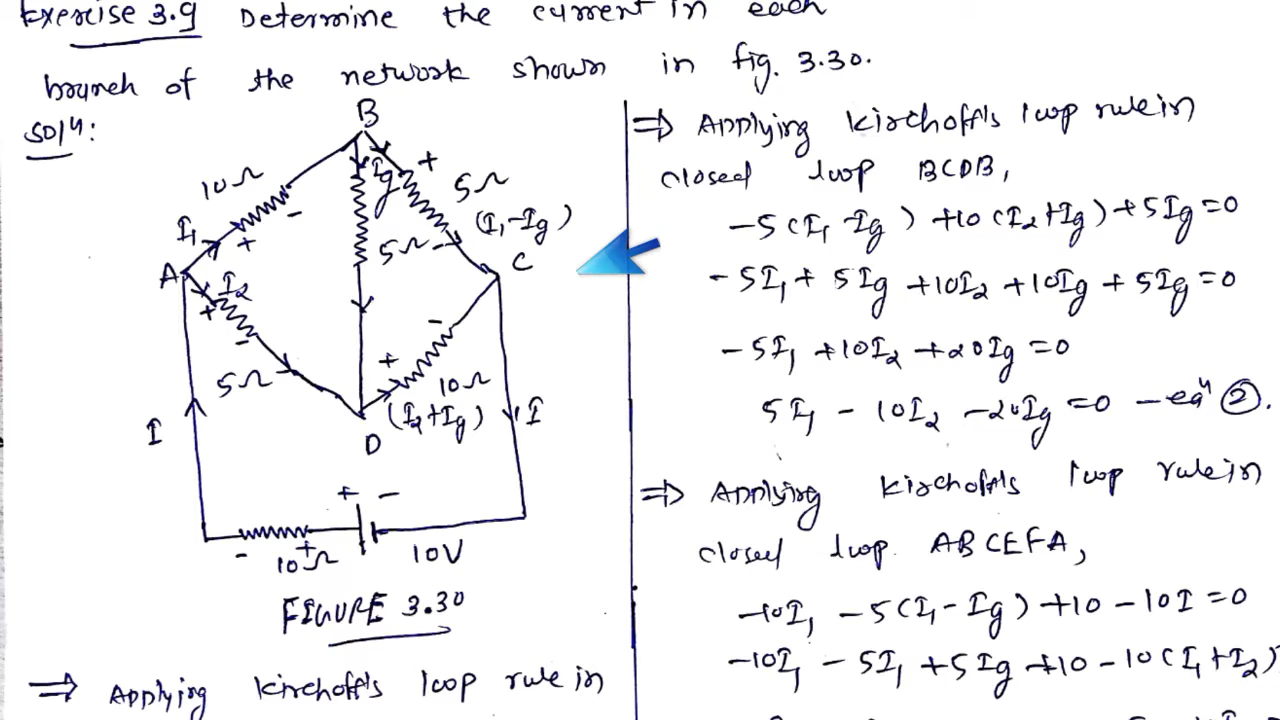 Exercise 3.9 Determine the current in each
branch of the network shown in fig. 3.30.
Soln:
B
10Ω
Ig
+
5Ω
(I₁-Ig)
-
I₁
+
5Ω
-
C
A
I₂
+
-
5Ω
+
-
10Ω
(I₂+Ig)
D
I
I
+ -
- 10Ω +
10V
FIGURE 3.30
⇒ Applying kirchoff's loop rule in
⇒ Applying kirchoff's loop rule in
closed loop BCDB,
-5(I₁-Ig) +10(I₂+Ig)+5Ig=0
-5I₁+5Ig+10I₂+10Ig+5Ig=0
-5I₁+10I₂+20Ig=0
5I₁-10I₂-20Ig=0 -eqn ②.
⇒ Applying kirchoff's loop rule in
closed loop ABCEFA,
-10I₁-5(I₁-Ig)+10-10I=0
-10I₁-5I₁+5Ig+10-10(I₁+I₂)